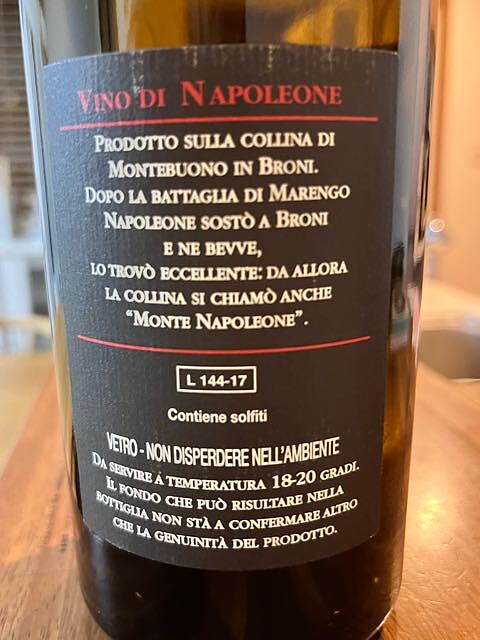 VINO DI NAPOLEONE
PRODOTTO SULLA COLLINA DI
MONTEBUONO IN BRONI.
DOPO LA BATTAGLIA DI MARENGO
NAPOLEONE SOSTÒ A BRONI
E NE BEVVE,
LO TROVÒ ECCELLENTE: DA ALLORA
LA COLLINA SI CHIAMÒ ANCHE
“MONTE NAPOLEONE”.
L 144-17
Contiene solfiti
VETRO - NON DISPERDERE NELL'AMBIENTE
DA SERVIRE A TEMPERATURA 18-20 GRADI.
IL FONDO CHE PUÒ RISULTARE NELLA
BOTTIGLIA NON STÀ A CONFERMARE ALTRO
CHE LA GENUINITÀ DEL PRODOTTO.